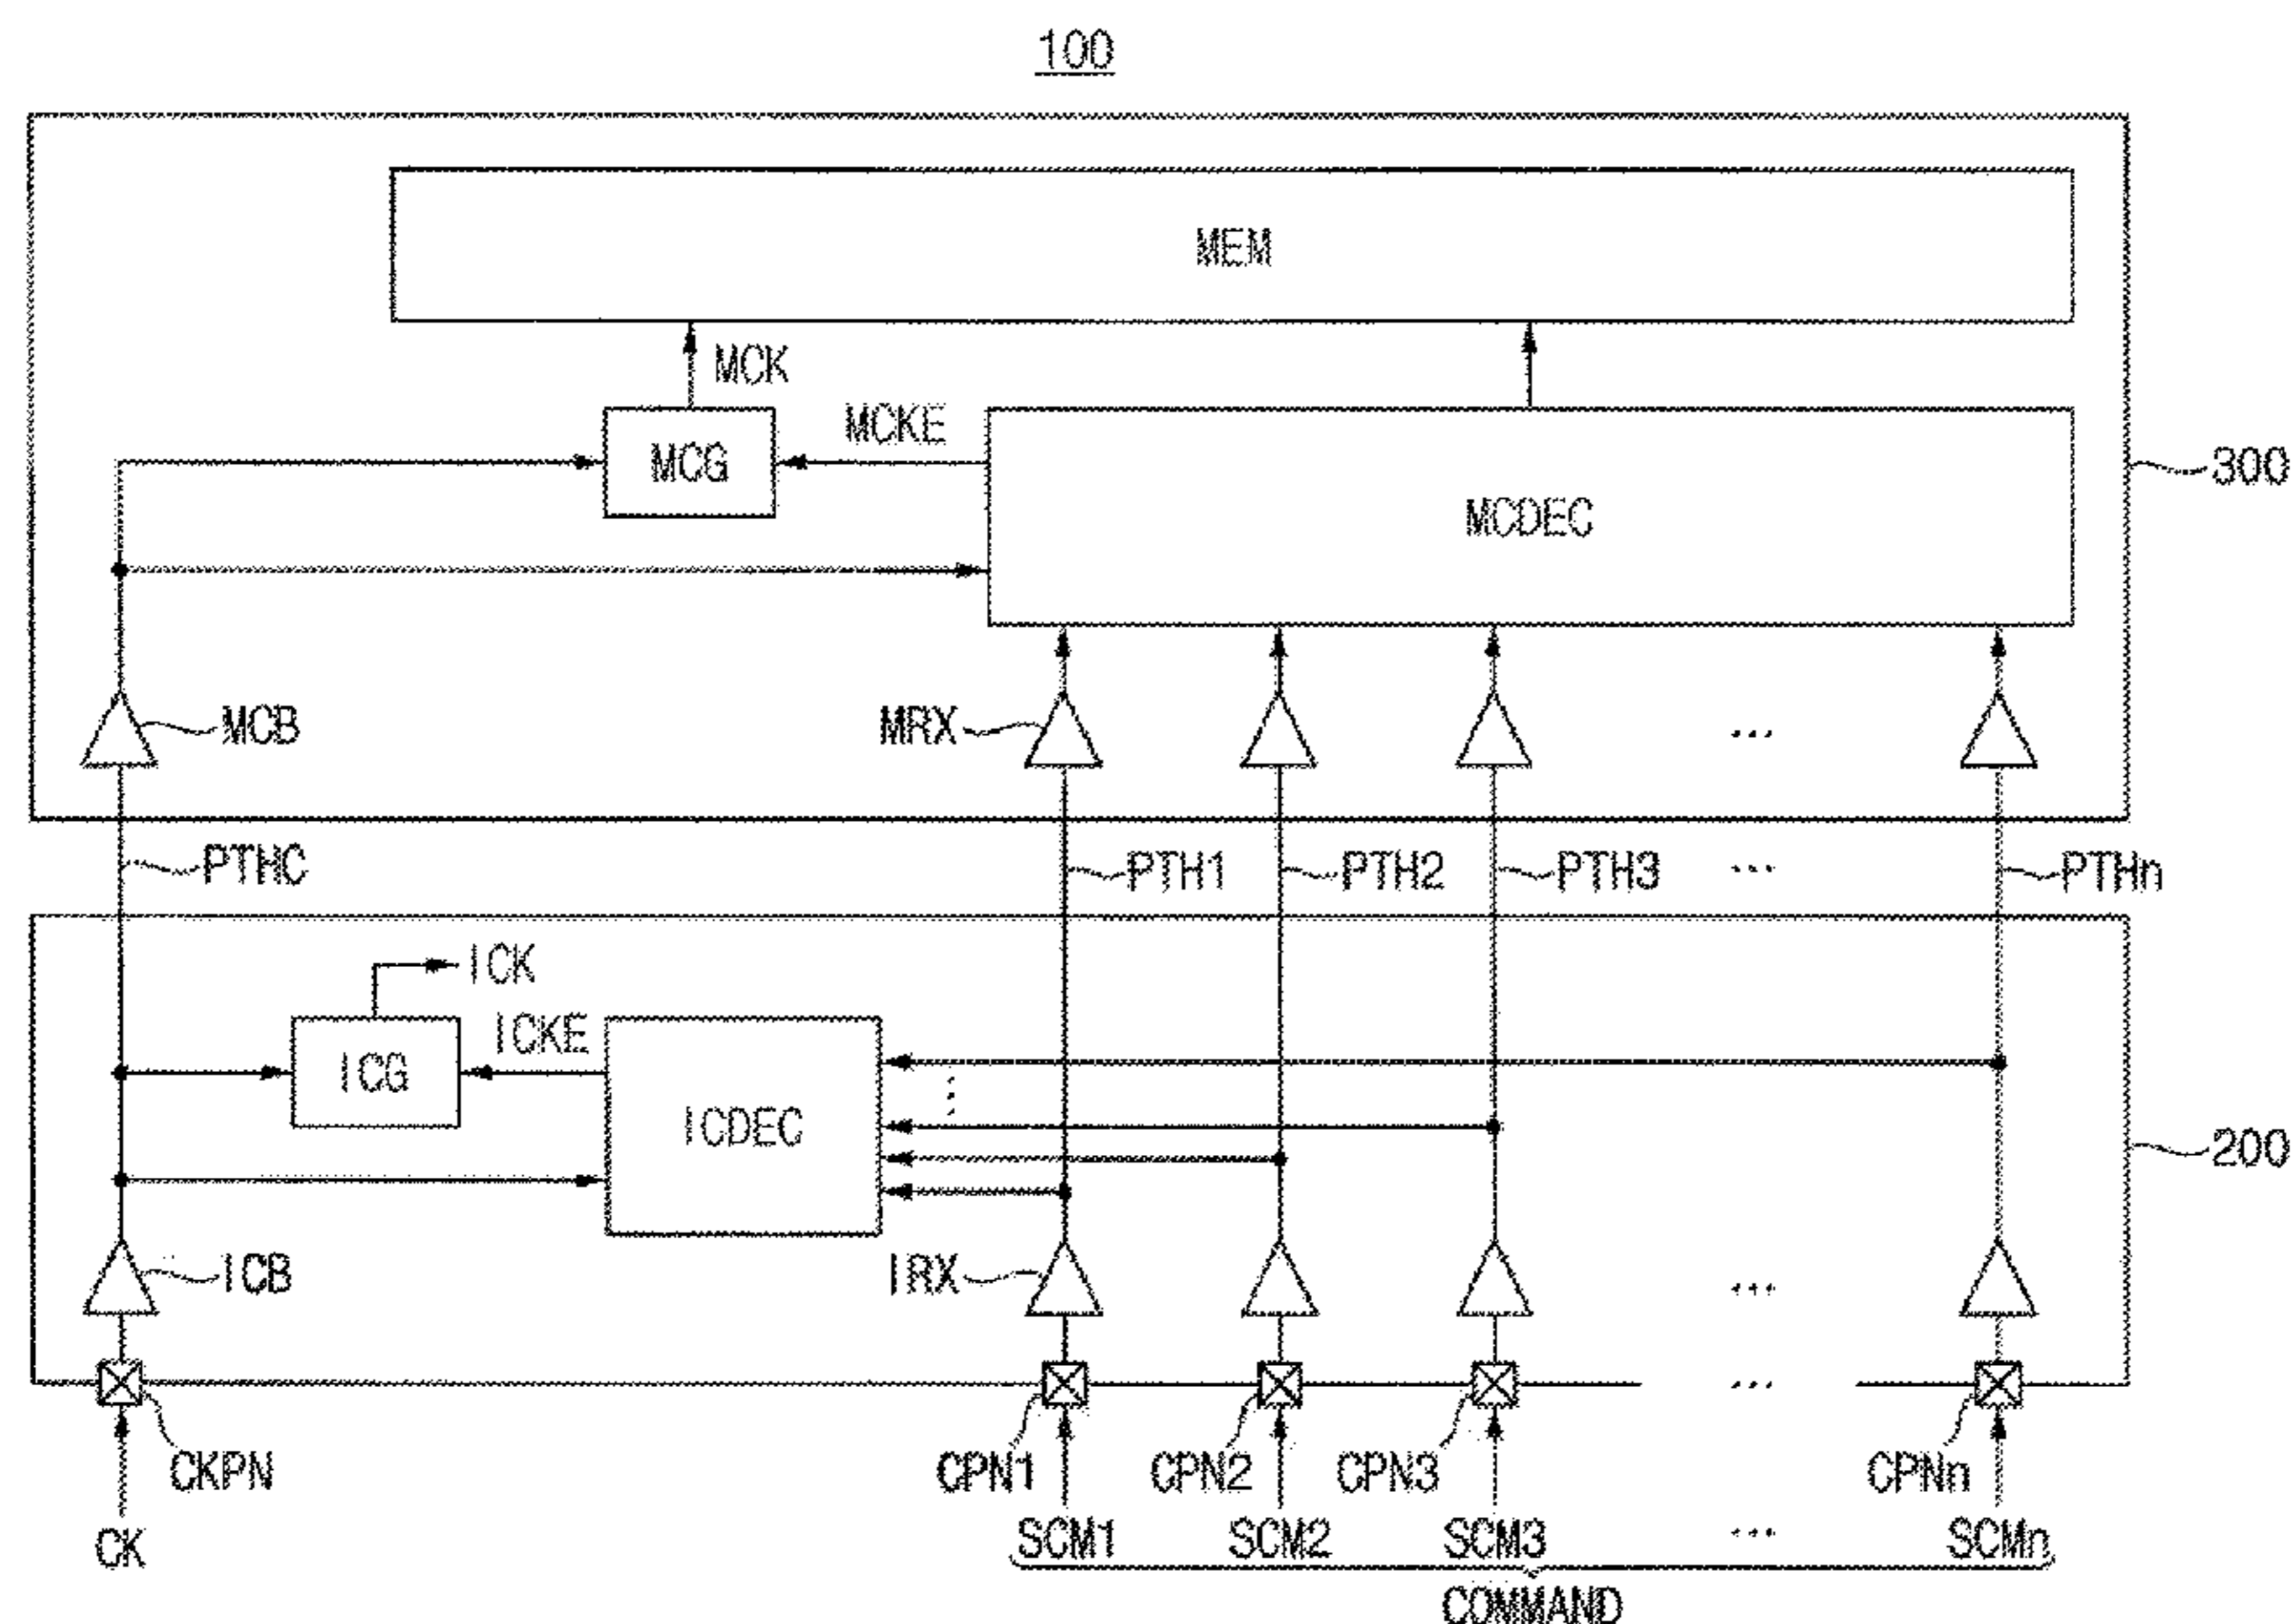 100
MEM
MCK
MCKE
MCG
MCDEC
300
MCB
MRX
...
PTHC
PTH1
PTH2
PTH3
...
PTHn
ICK
ICKE
ICG
ICDEC
200
ICB
IRX
...
...
CKPN
CPN1
CPN2
CPN3
CPNn
CK
SCM1
SCM2
SCM3
...
SCMn
COMMAND